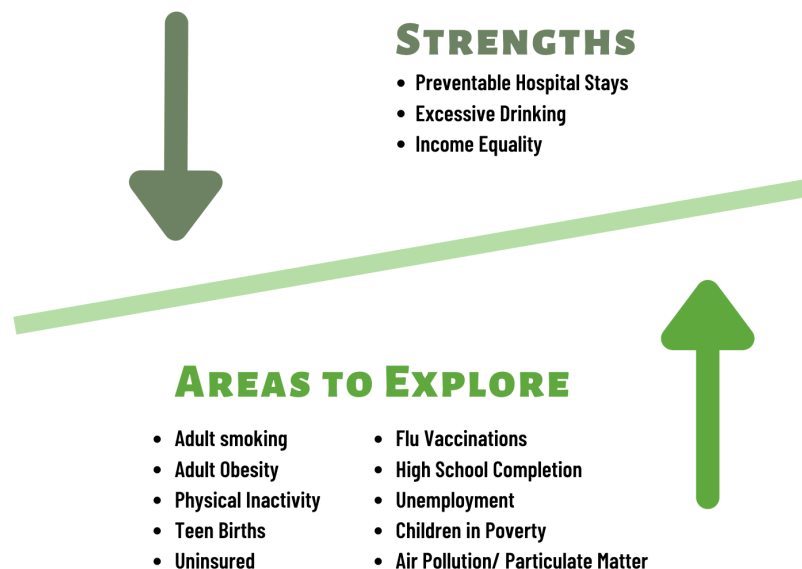 STRENGTHS
• Preventable Hospital Stays
• Excessive Drinking
• Income Equality
AREAS TO EXPLORE
• Adult smoking
• Adult Obesity
• Physical Inactivity
• Teen Births
• Uninsured
• Flu Vaccinations
• High School Completion
• Unemployment
• Children in Poverty
• Air Pollution/ Particulate Matter